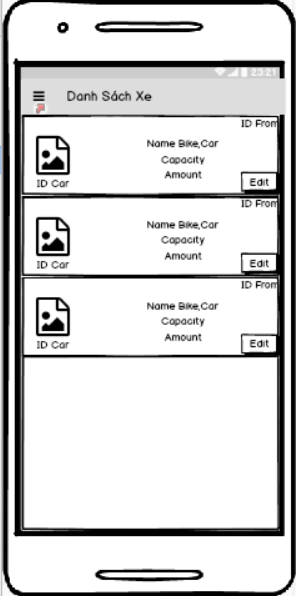 23:21
Danh Sách Xe
ID From
Name Bike,Car
Capacity
Amount
ID Car
Edit
ID From
Name Bike,Car
Capacity
Amount
ID Car
Edit
ID From
Name Bike,Car
Capacity
Amount
ID Car
Edit